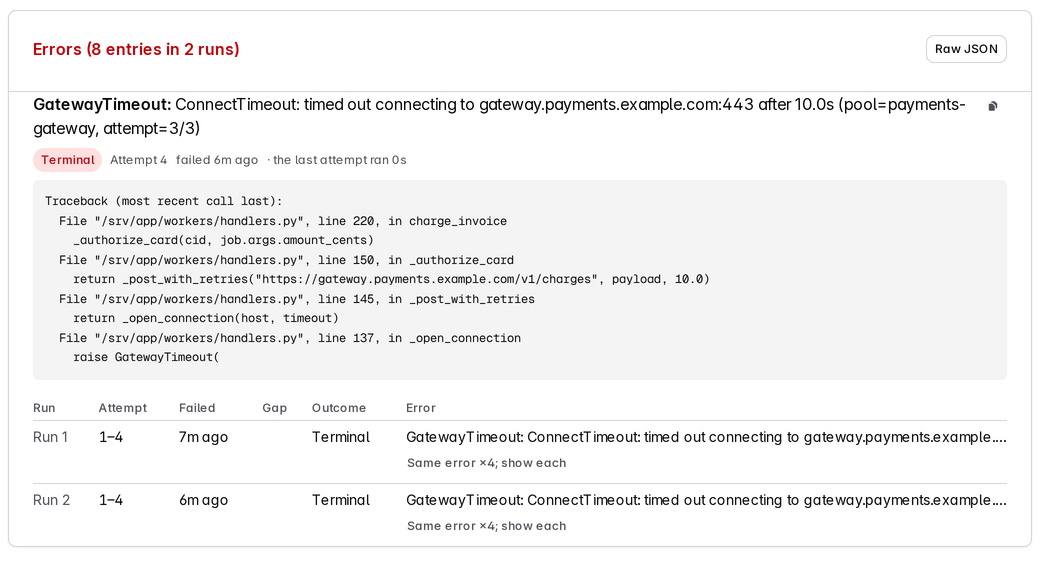 Errors (8 entries in 2 runs)
Raw JSON
GatewayTimeout: ConnectTimeout: timed out connecting to gateway.payments.example.com:443 after 10.0s (pool=payments-
gateway, attempt=3/3)
Terminal Attempt 4 failed 6m ago · the last attempt ran 0s
Traceback (most recent call last):
  File "/srv/app/workers/handlers.py", line 220, in charge_invoice
    _authorize_card(cid, job.args.amount_cents)
  File "/srv/app/workers/handlers.py", line 150, in _authorize_card
    return _post_with_retries("https://gateway.payments.example.com/v1/charges", payload, 10.0)
  File "/srv/app/workers/handlers.py", line 145, in _post_with_retries
    return _open_connection(host, timeout)
  File "/srv/app/workers/handlers.py", line 137, in _open_connection
    raise GatewayTimeout(
Run Attempt Failed Gap Outcome Error
Run 1 1–4 7m ago Terminal GatewayTimeout: ConnectTimeout: timed out connecting to gateway.payments.example.…
Same error ×4; show each
Run 2 1–4 6m ago Terminal GatewayTimeout: ConnectTimeout: timed out connecting to gateway.payments.example.…
Same error ×4; show each